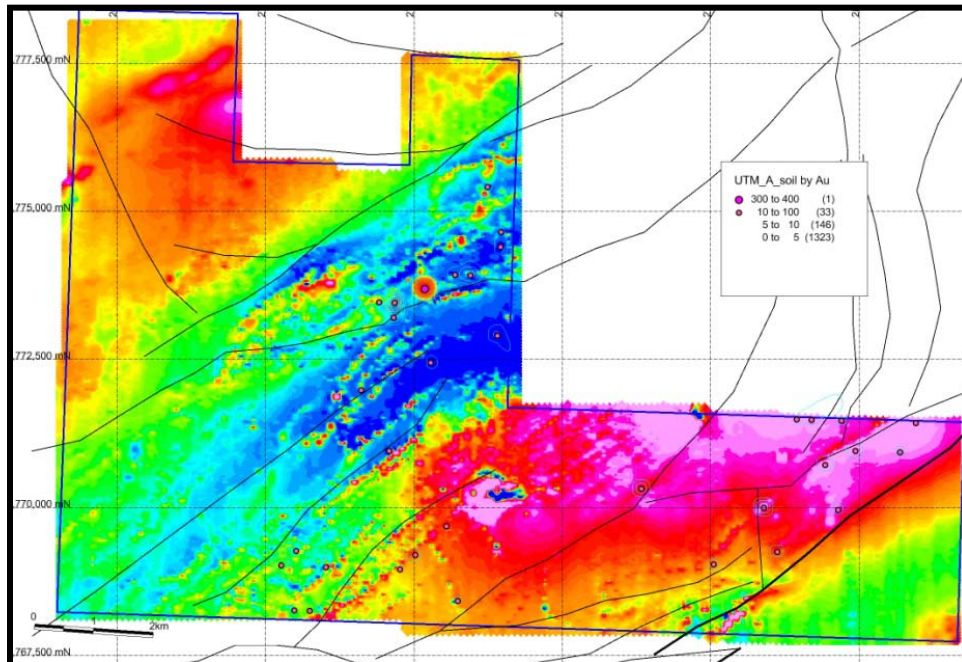 ,777,500 mN
,775,000 mN
,772,500 mN
,770,000 mN
,767,500 mN
UTM_A_soil by Au
300 to 400 (1)
10 to 100 (33)
5 to 10 (146)
0 to 5 (1323)
0
2km